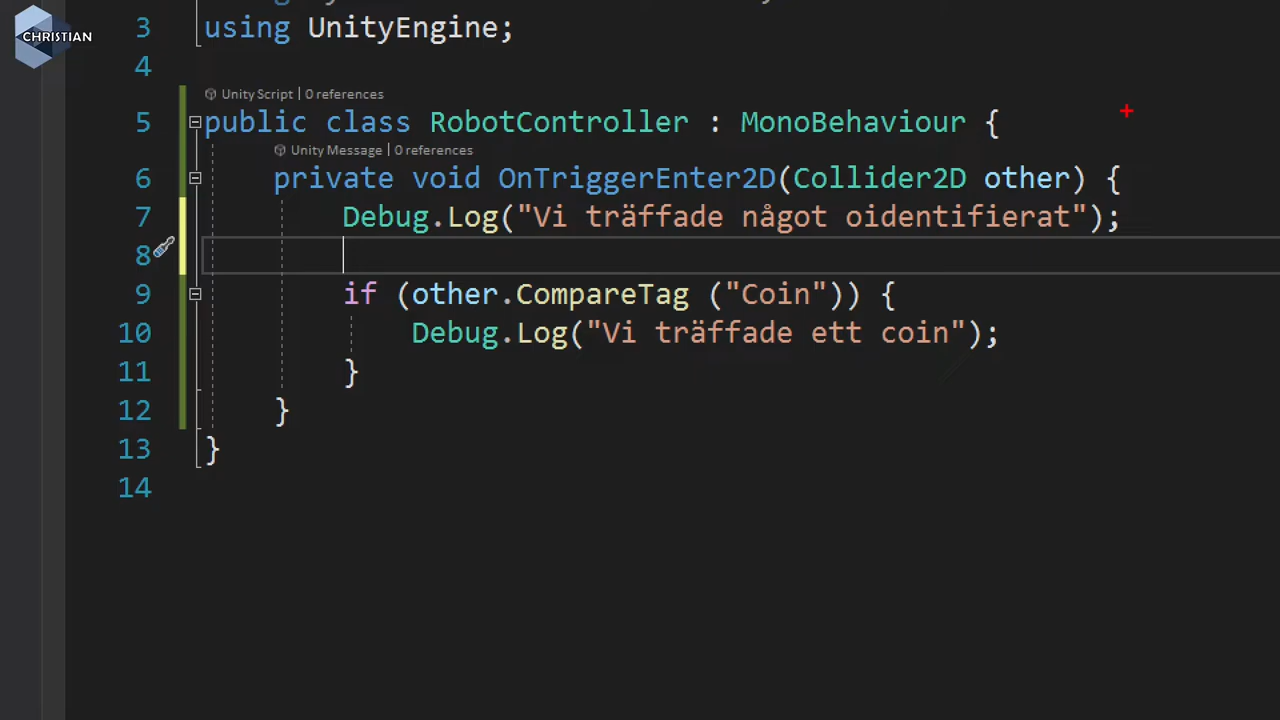 CHRISTIAN
3 using UnityEngine;
4
Unity Script | 0 references
5 public class RobotController : MonoBehaviour {
Unity Message | 0 references
6 private void OnTriggerEnter2D(Collider2D other) {
7 Debug.Log("Vi träffade något oidentifierat");
8
9 if (other.CompareTag ("Coin")) {
10 Debug.Log("Vi träffade ett coin");
11 }
12 }
13 }
14